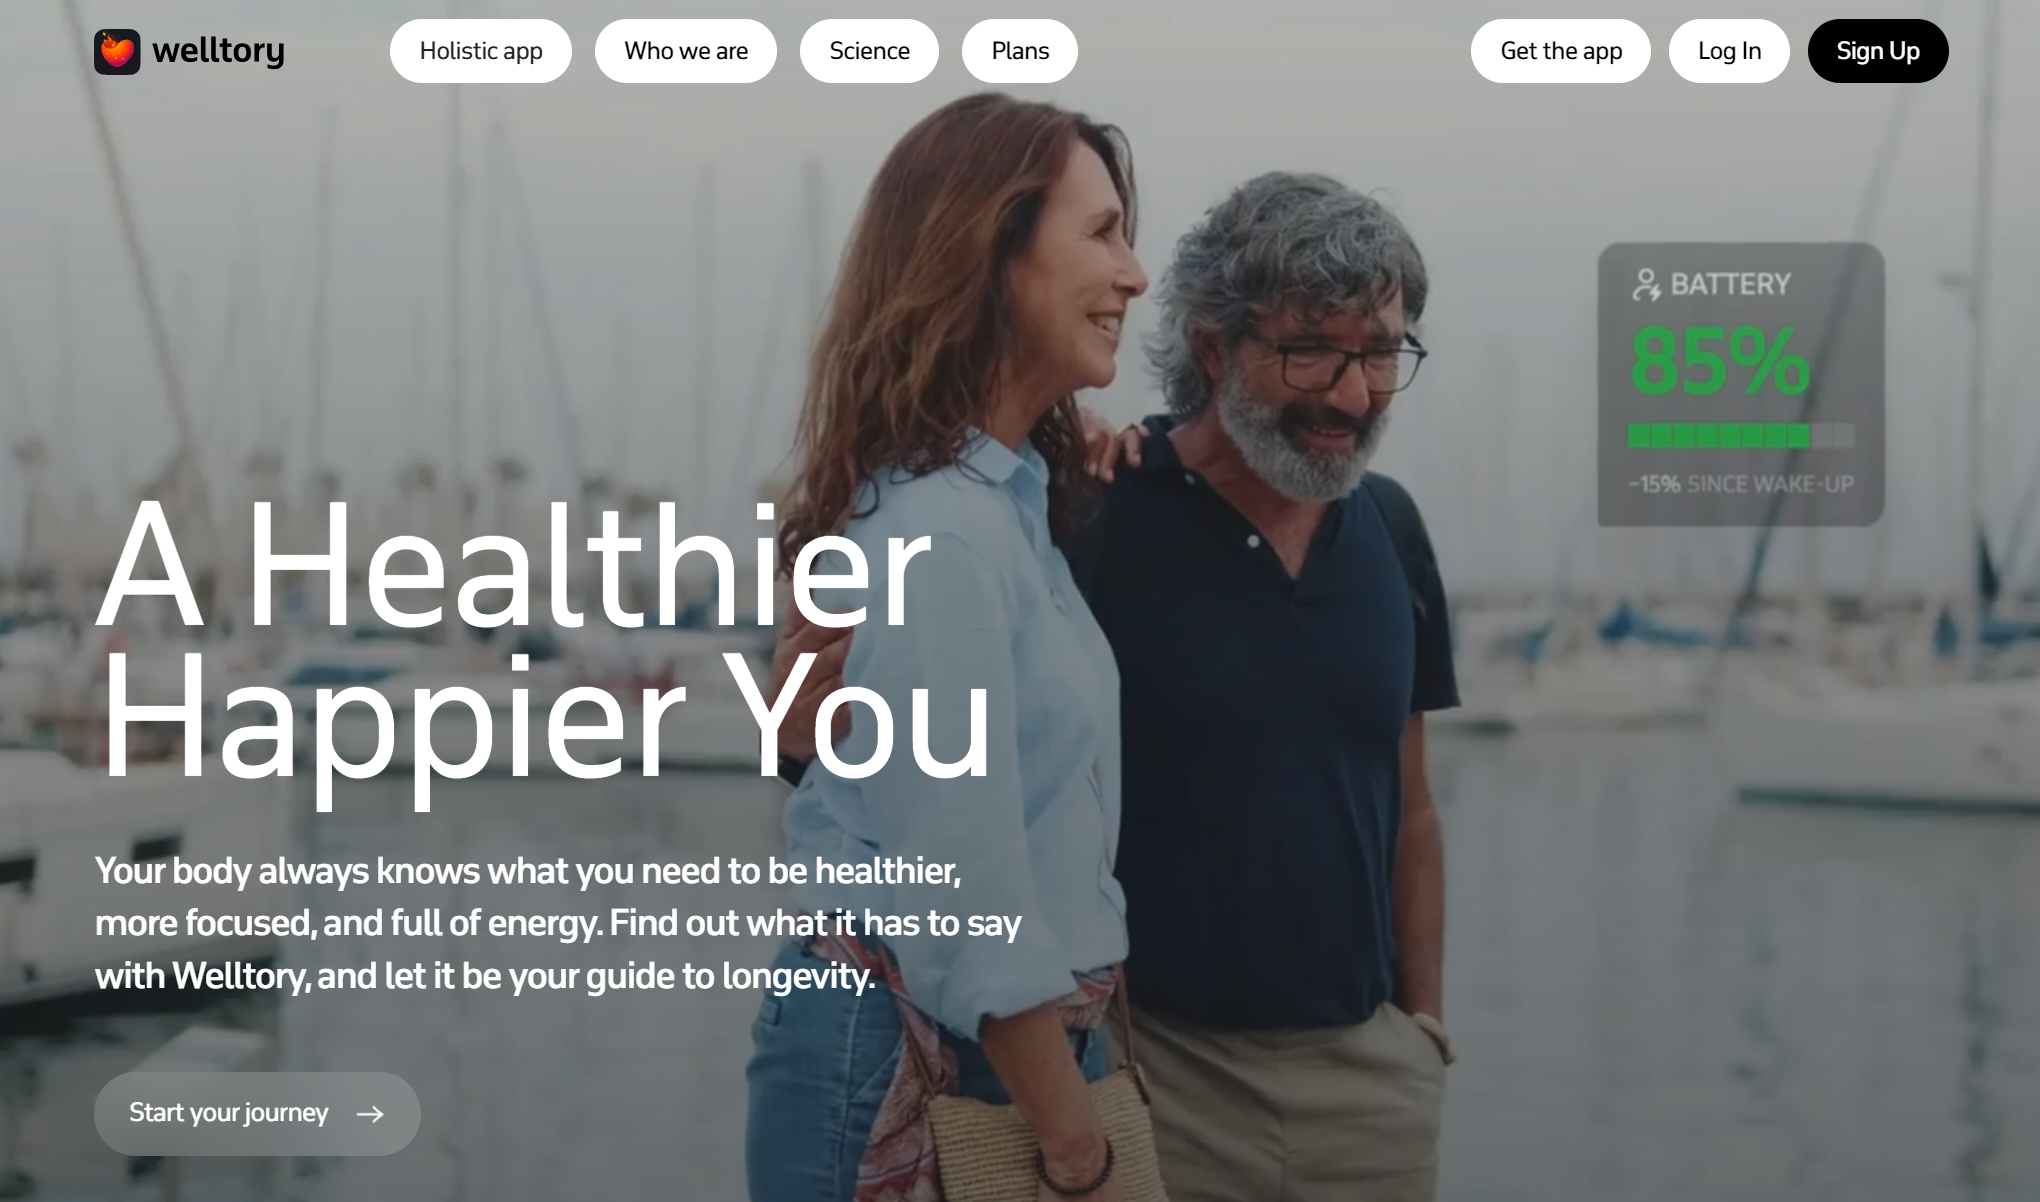 welltory
Holistic app
Who we are
Science
Plans
Get the app
Log In
Sign Up
BATTERY
85%
-15% SINCE WAKE-UP
A Healthier
Happier You
Your body always knows what you need to be healthier,
more focused, and full of energy. Find out what it has to say
with Welltory, and let it be your guide to longevity.
Start your journey